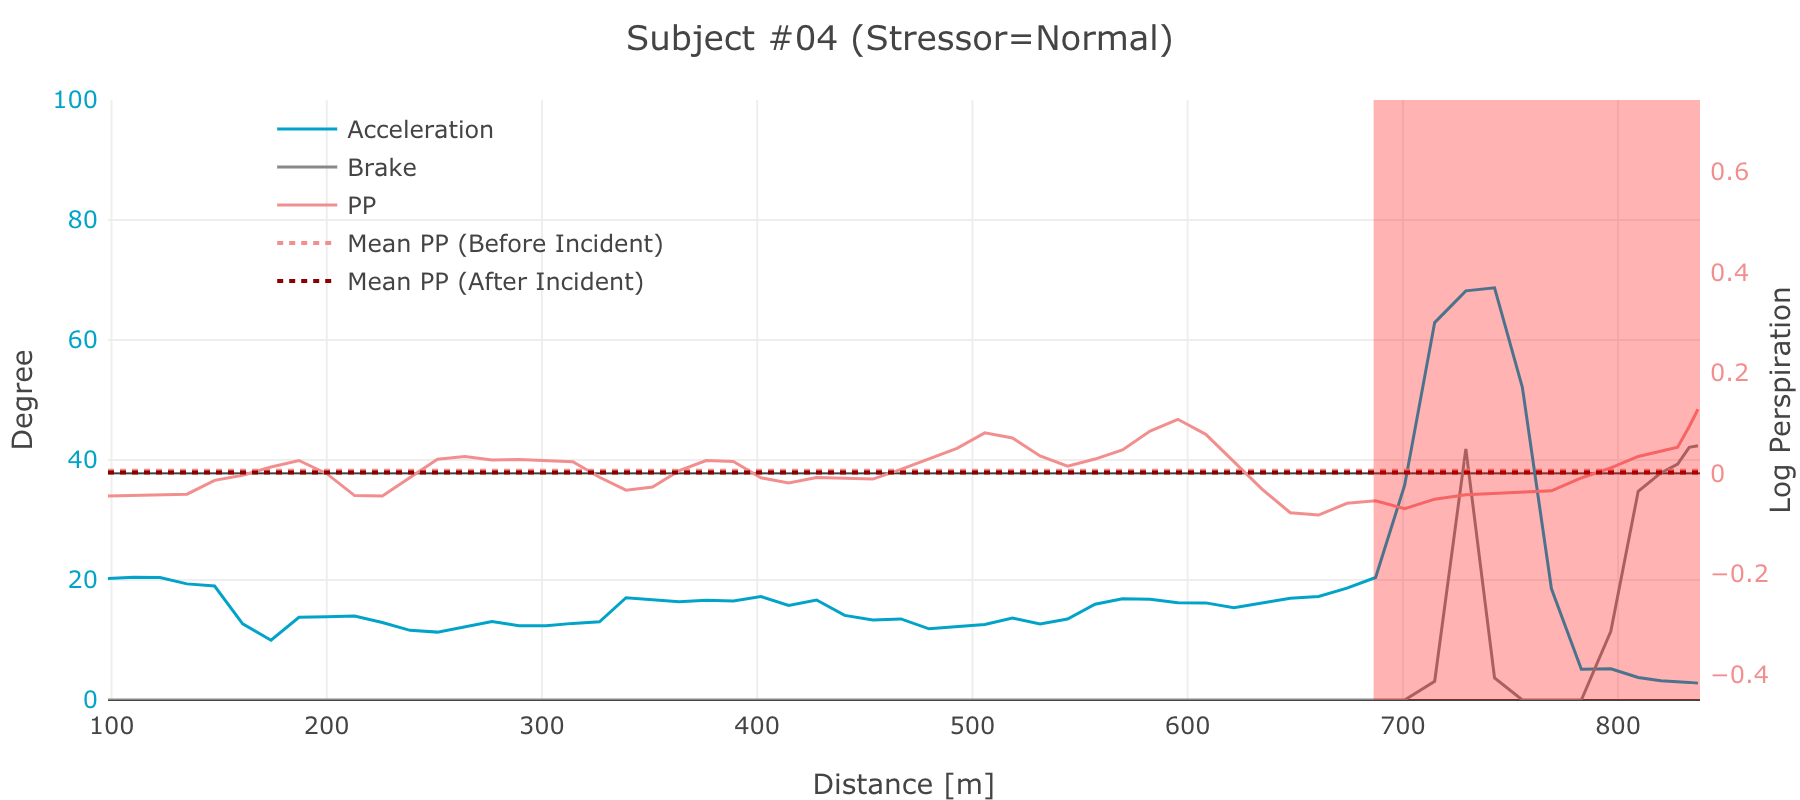 Subject #04 (Stressor=Normal)
Acceleration
Brake
PP
Mean PP (Before Incident)
Mean PP (After Incident)
Degree
100
80
60
40
20
0
0.6
0.4
0.2
0
−0.2
−0.4
Log Perspiration
100 200 300 400 500 600 700 800
Distance [m]